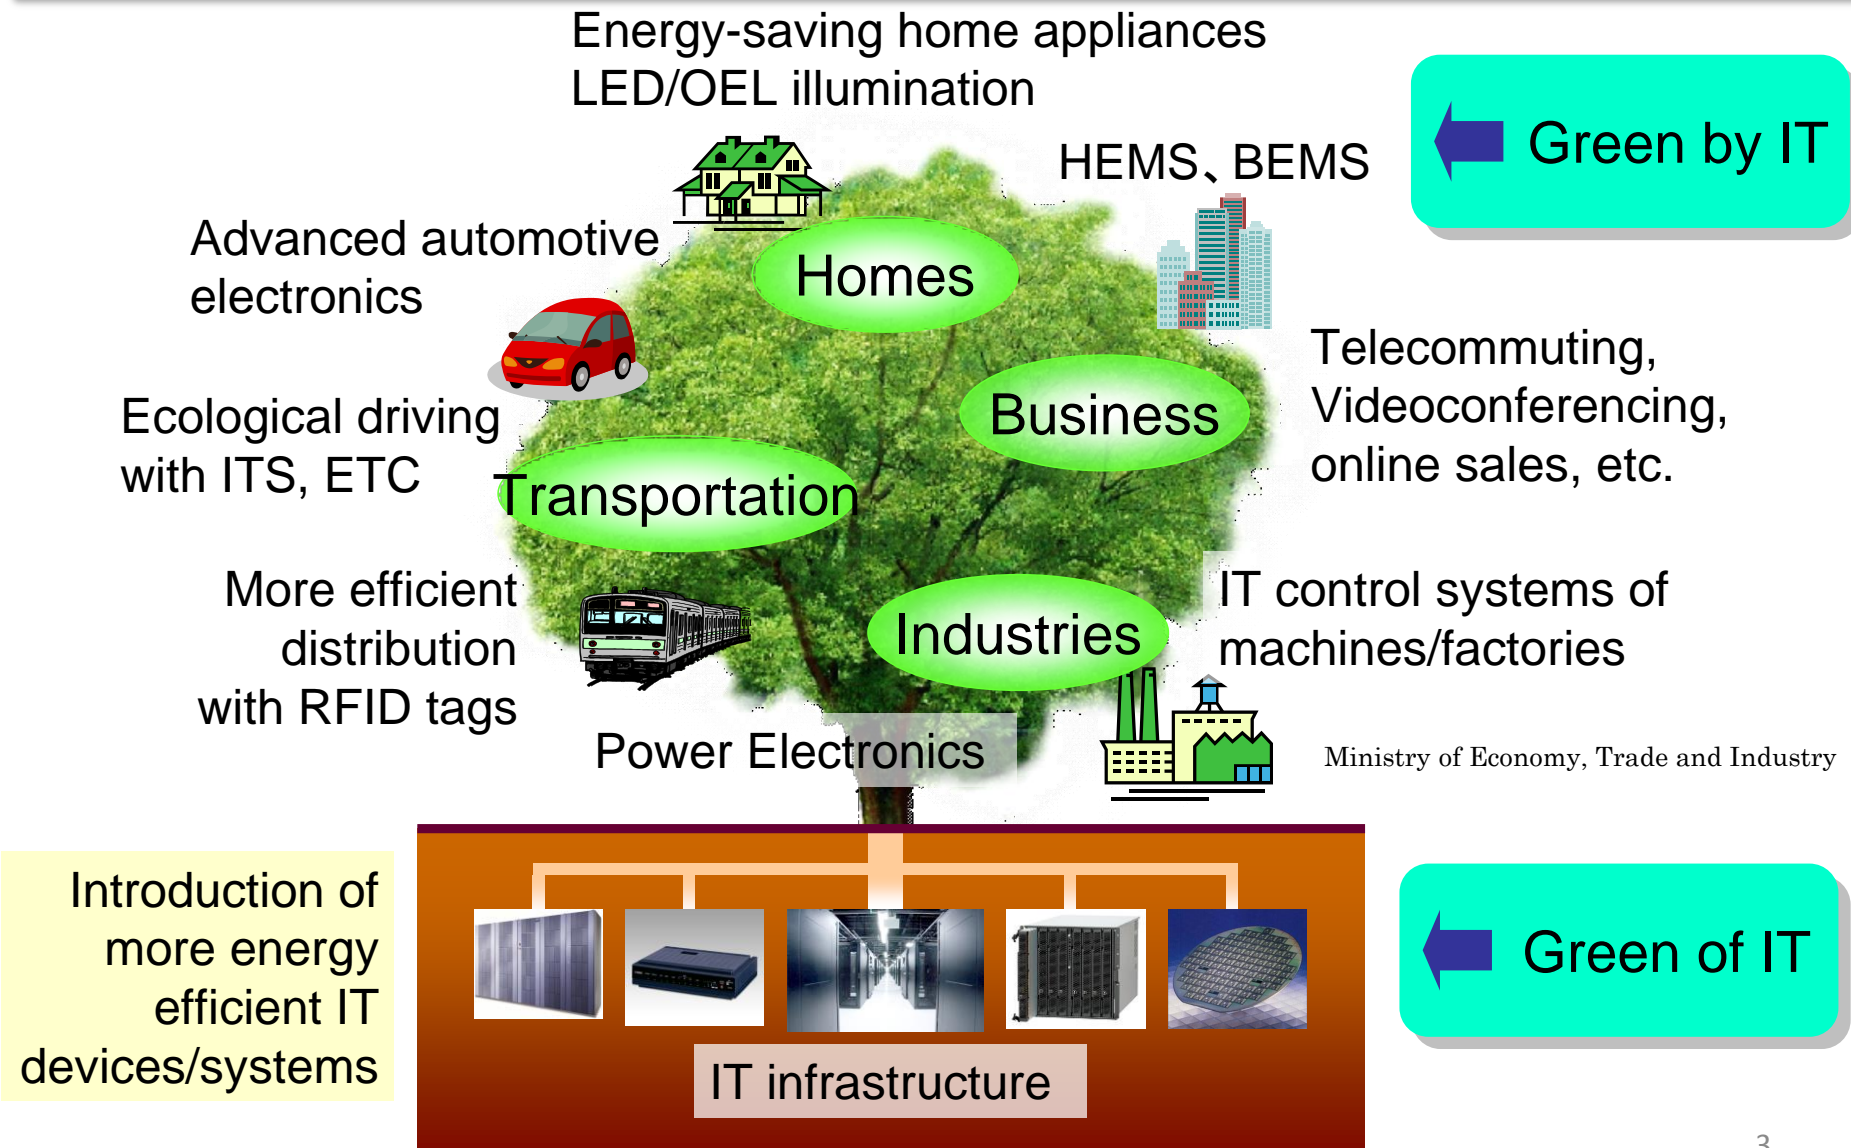 Energy-saving home appliances
LED/OEL illumination
Green by IT
HEMS、BEMS
Advanced automotive
electronics
Homes
Telecommuting,
Videoconferencing,
online sales, etc.
Business
Ecological driving
with ITS, ETC
Transportation
More efficient
distribution
with RFID tags
Industries
IT control systems of
machines/factories
Power Electronics
Ministry of Economy, Trade and Industry
Introduction of
more energy
efficient IT
devices/systems
Green of IT
IT infrastructure
3